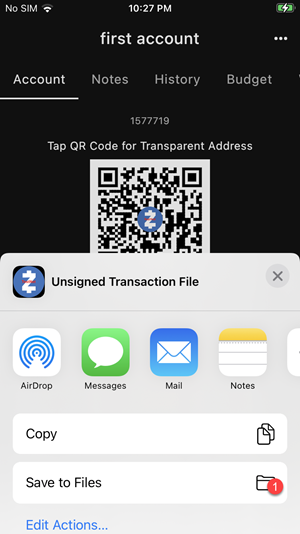 No SIM 10:27 PM
first account
Account Notes History Budget
1577719
Tap QR Code for Transparent Address
Unsigned Transaction File
AirDrop Messages Mail Notes
Copy
Save to Files 1
Edit Actions...